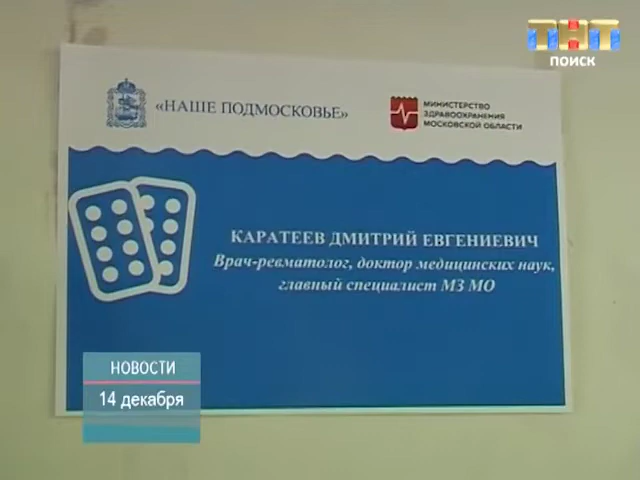 ТНТ
ПОИСК
«НАШЕ ПОДМОСКОВЬЕ»
МИНИСТЕРСТВО
ЗДРАВООХРАНЕНИЯ
МОСКОВСКОЙ ОБЛАСТИ
КАРАТЕЕВ ДМИТРИЙ ЕВГЕНИЕВИЧ
Врач-ревматолог, доктор медицинских наук,
главный специалист МЗ МО
НОВОСТИ
14 декабря